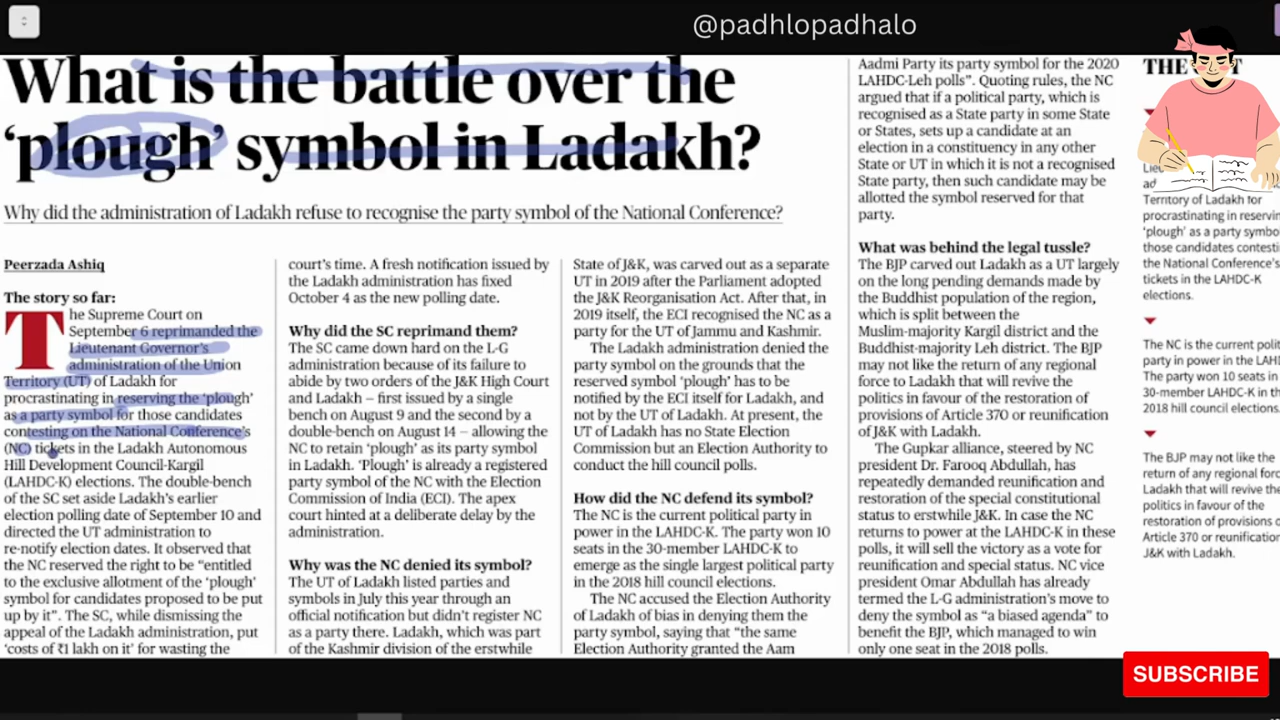 @padhlopadhalo
What is the battle over the
‘plough’ symbol in Ladakh?
Why did the administration of Ladakh refuse to recognise the party symbol of the National Conference?
Peerzada Ashiq
The story so far:
The Supreme Court on
September 6 reprimanded the
Lieutenant Governor’s
administration of the Union
Territory (UT) of Ladakh for
procrastinating in reserving the ‘plough’
as a party symbol for those candidates
contesting on the National Conference’s
(NC) tickets in the Ladakh Autonomous
Hill Development Council-Kargil
(LAHDC-K) elections. The double-bench
of the SC set aside Ladakh’s earlier
election polling date of September 10 and
directed the UT administration to
re-notify election dates. It observed that
the NC reserved the right to be “entitled
to the exclusive allotment of the ‘plough’
symbol for candidates proposed to be put
up by it”. The SC, while dismissing the
appeal of the Ladakh administration, put
‘costs of ₹1 lakh on it’ for wasting the
court’s time. A fresh notification issued by
the Ladakh administration has fixed
October 4 as the new polling date.
Why did the SC reprimand them?
The SC came down hard on the L-G
administration because of its failure to
abide by two orders of the J&K High Court
and Ladakh – first issued by a single
bench on August 9 and the second by a
double-bench on August 14 – allowing the
NC to retain ‘plough’ as its party symbol
in Ladakh. ‘Plough’ is already a registered
party symbol of the NC with the Election
Commission of India (ECI). The apex
court hinted at a deliberate delay by the
administration.
Why was the NC denied its symbol?
The UT of Ladakh listed parties and
symbols in July this year through an
official notification but didn’t register NC
as a party there. Ladakh, which was part
of the Kashmir division of the erstwhile
State of J&K, was carved out as a separate
UT in 2019 after the Parliament adopted
the J&K Reorganisation Act. After that, in
2019 itself, the ECI recognised the NC as a
party for the UT of Jammu and Kashmir.
The Ladakh administration denied the
party symbol on the grounds that the
reserved symbol ‘plough’ has to be
notified by the ECI itself for Ladakh, and
not by the UT of Ladakh. At present, the
UT of Ladakh has no State Election
Commission but an Election Authority to
conduct the hill council polls.
How did the NC defend its symbol?
The NC is the current political party in
power in the LAHDC-K. The party won 10
seats in the 30-member LAHDC-K to
emerge as the single largest political party
in the 2018 hill council elections.
The NC accused the Election Authority
of Ladakh of bias in denying them the
party symbol, saying that “the same
Election Authority granted the Aam
Aadmi Party its party symbol for the 2020
LAHDC-Leh polls”. Quoting rules, the NC
argued that if a political party, which is
recognised as a State party in some State
or States, sets up a candidate at an
election in a constituency in any other
State or UT in which it is not a recognised
State party, then such candidate may be
allotted the symbol reserved for that
party.
What was behind the legal tussle?
The BJP carved out Ladakh as a UT largely
on the long pending demands made by
the Buddhist population of the region,
which is split between the
Muslim-majority Kargil district and the
Buddhist-majority Leh district. The BJP
may not like the return of any regional
force to Ladakh that will revive the
politics in favour of the restoration of
provisions of Article 370 or reunification
of J&K with Ladakh.
The Gupkar alliance, steered by NC
president Dr. Farooq Abdullah, has
repeatedly demanded reunification and
restoration of the special constitutional
status to erstwhile J&K. In case the NC
returns to power at the LAHDC-K in these
polls, it will sell the victory as a vote for
reunification and special status. NC vice
president Omar Abdullah has already
termed the L-G administration’s move to
deny the symbol as “a biased agenda” to
benefit the BJP, which managed to win
only one seat in the 2018 polls.
THE
Territory of Ladakh for
procrastinating in
‘plough’ as a party
those candidates
the National Conference’s
tickets in the LAHDC-K
elections.
The NC is the current
party in power in the
The party won 10 seats in
30-member LAHDC-K in the
2018 hill council elections.
The BJP may not like the
return of any regional
Ladakh that will revive the
politics in favour of the
restoration of provisions
Article 370 or
J&K with Ladakh.
SUBSCRIBE